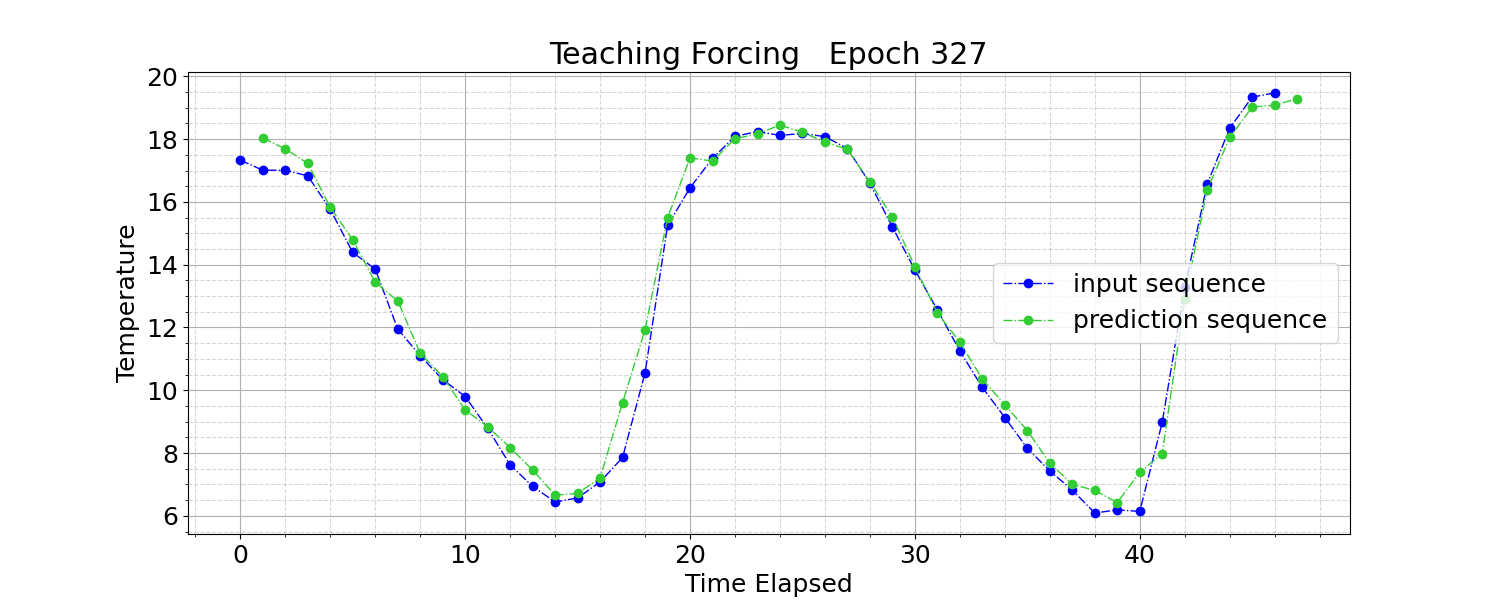 Teaching Forcing   Epoch 327
20
18
16
14
12
10
8
6
Temperature
input sequence
prediction sequence
0 10 20 30 40
Time Elapsed